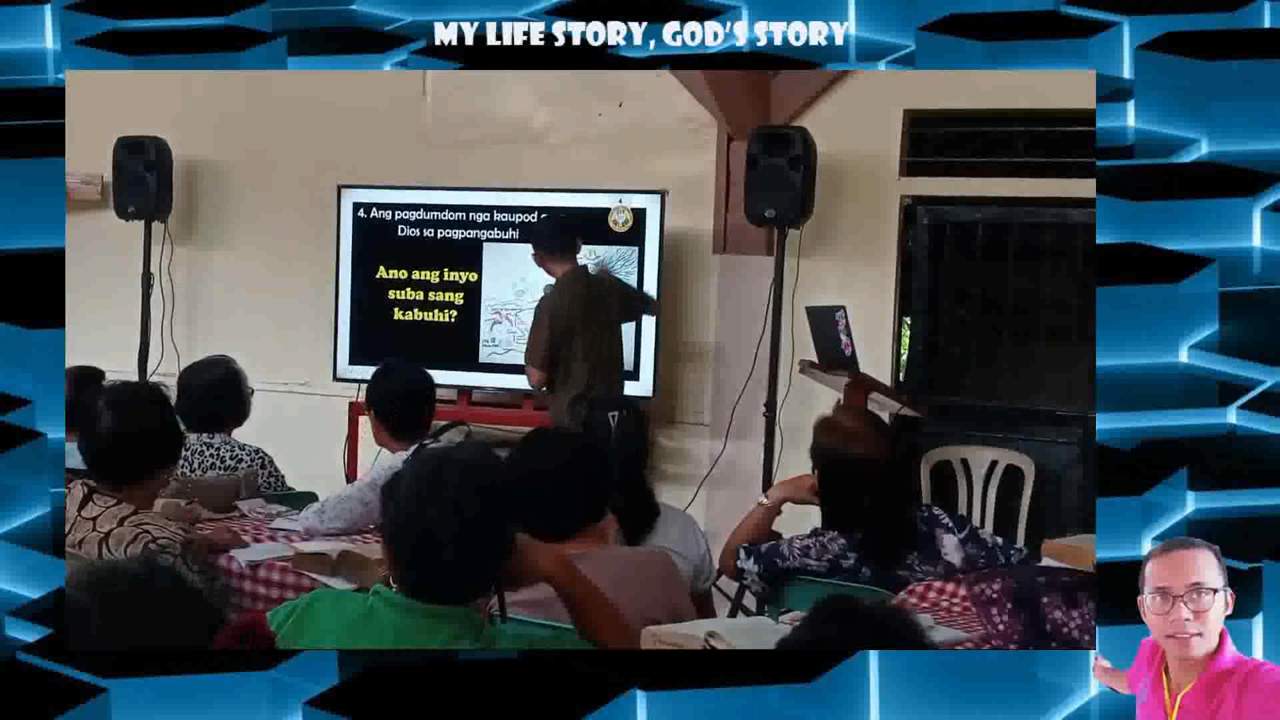 MY LIFE STORY, GOD'S STORY
4. Ang pagdumdom nga kaupod
Dios sa pagpangabuhi
Ano ang inyo
suba sang
kabuhi?